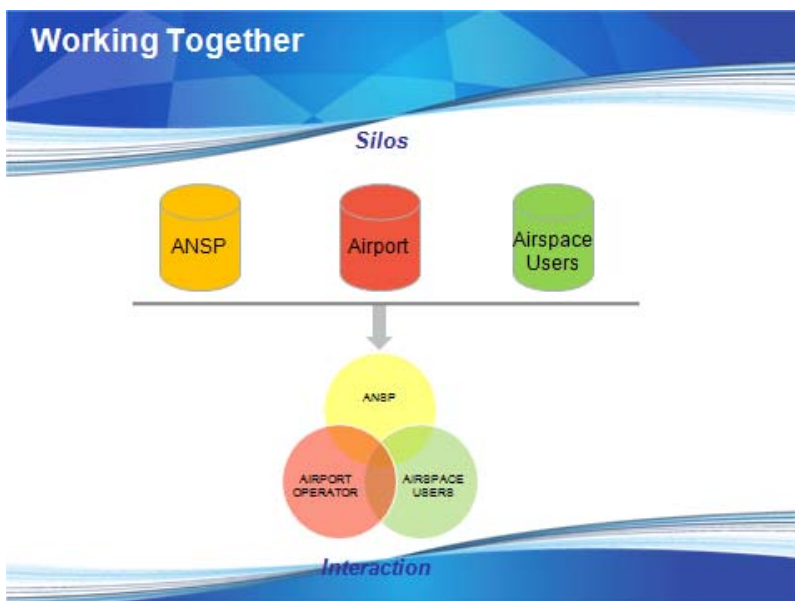 Working Together
Silos
ANSP
Airport
Airspace
Users
ANSP
AIRPORT
OPERATOR
AIRSPACE
USERS
Interaction